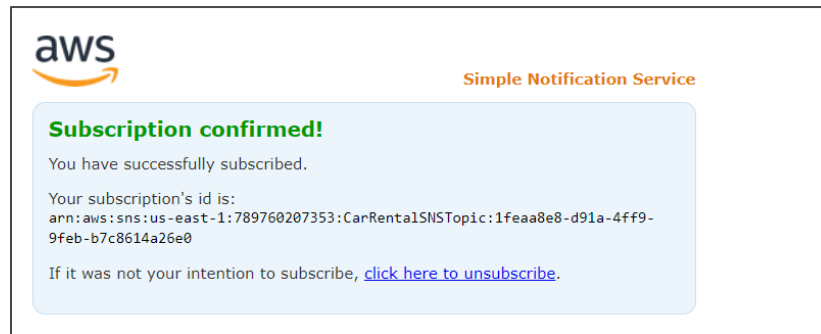 aws
Simple Notification Service
Subscription confirmed!
You have successfully subscribed.
Your subscription's id is:
arn:aws:sns:us-east-1:789760207353:CarRentalSNSTopic:1feaa8e8-d91a-4ff9-
9feb-b7c8614a26e0
If it was not your intention to subscribe, click here to unsubscribe.